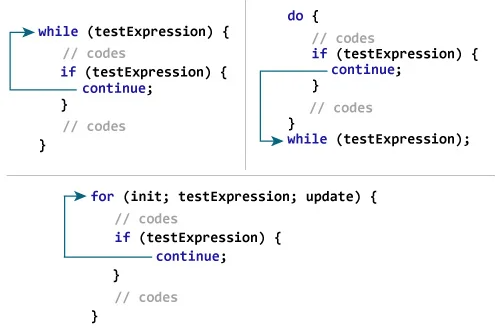 while (testExpression) {
// codes
if (testExpression) {
continue;
}
// codes
}
do {
// codes
if (testExpression) {
continue;
}
// codes
}
while (testExpression);
for (init; testExpression; update) {
// codes
if (testExpression) {
continue;
}
// codes
}